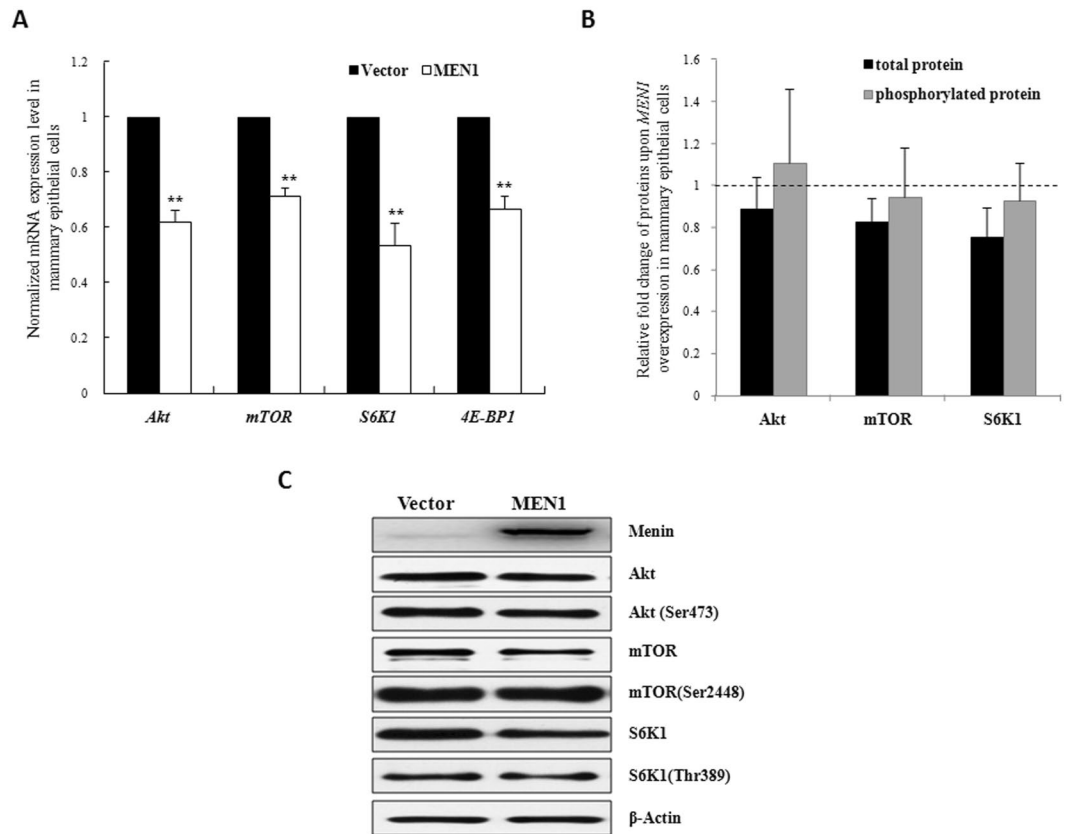 A
Normalized mRNA expression level in
mammary epithelial cells
1.2
1
0.8
0.6
0.4
0.2
0
Vector
MEN1
**
**
**
**
Akt
mTOR
S6K1
4E-BP1
B
Relative fold change of proteins upon MEN1
overexpression in mammary epithelial cells
1.6
1.4
1.2
1
0.8
0.6
0.4
0.2
0
total protein
phosphorylated protein
Akt
mTOR
S6K1
C
Vector
MEN1
Menin
Akt
Akt (Ser473)
mTOR
mTOR(Ser2448)
S6K1
S6K1(Thr389)
β-Actin